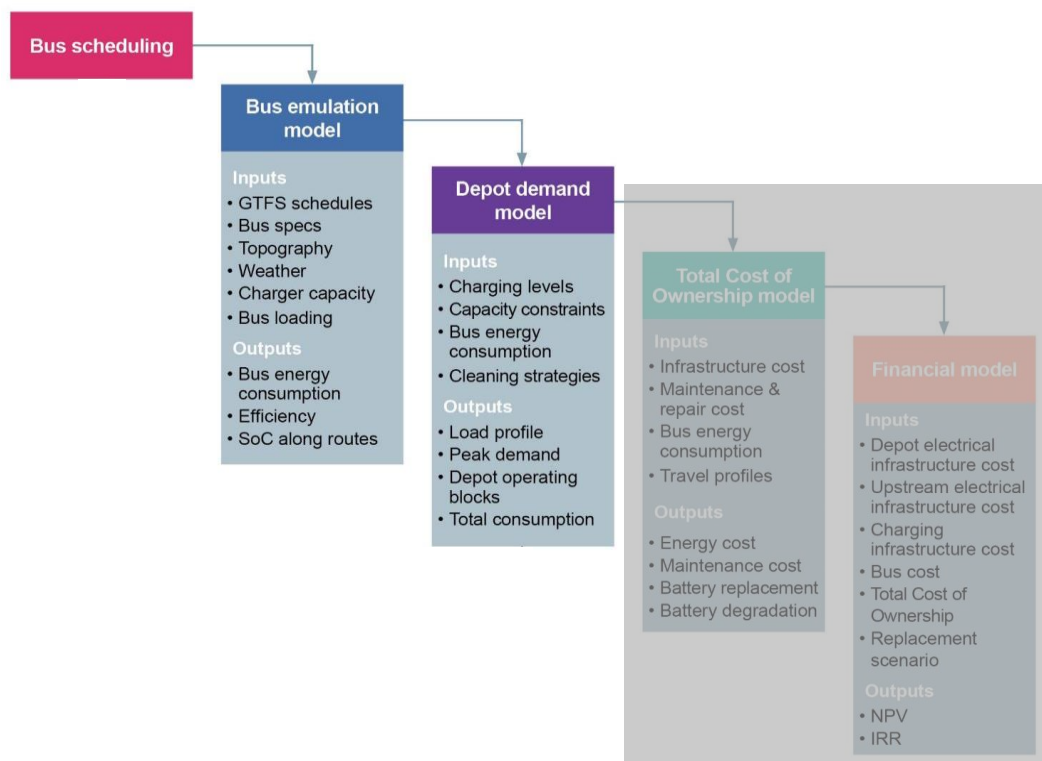 Bus scheduling
Bus emulation
model
Inputs
• GTFS schedules
• Bus specs
• Topography
• Weather
• Charger capacity
• Bus loading
Outputs
• Bus energy
consumption
• Efficiency
• SoC along routes
Depot demand
model
Inputs
• Charging levels
• Capacity constraints
• Bus energy
consumption
• Cleaning strategies
Outputs
• Load profile
• Peak demand
• Depot operating
blocks
• Total consumption
Total Cost of
Ownership model
Inputs
• Infrastructure cost
• Maintenance &
repair cost
• Bus energy
consumption
• Travel profiles
Outputs
• Energy cost
• Maintenance cost
• Battery replacement
• Battery degradation
Financial model
Inputs
• Depot electrical
infrastructure cost
• Upstream electrical
infrastructure cost
• Charging
infrastructure cost
• Bus cost
• Total Cost of
Ownership
• Replacement
scenario
Outputs
• NPV
• IRR